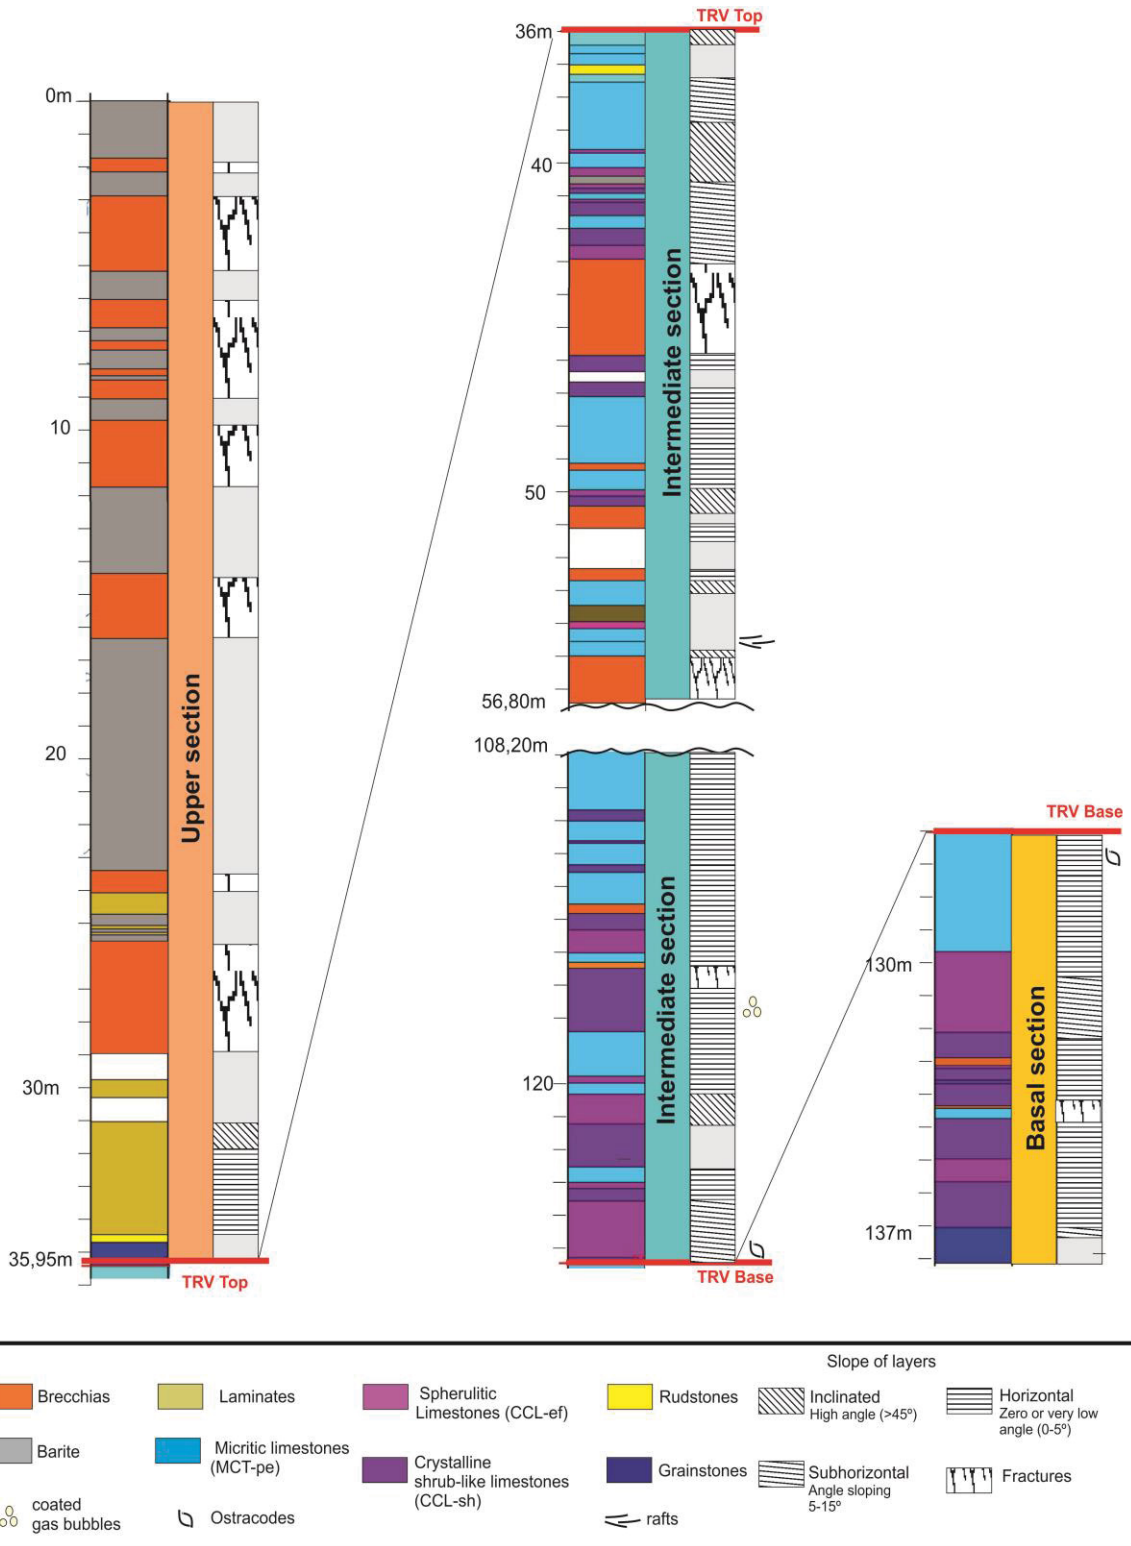 TRV Top
36m
0m
40
10
50
20
Upper section
Intermediate section
56,80m
108,20m
TRV Base
130m
30m
120
Intermediate section
Basal section
137m
35,95m
TRV Top
TRV Base
Slope of layers
Brecchias
Laminates
Spherulitic
Limestones (CCL-ef)
Rudstones
Inclinated
High angle (>45º)
Horizontal
Zero or very low
angle (0-5º)
Barite
Micritic limestones
(MCT-pe)
Crystalline
shrub-like limestones
(CCL-sh)
Grainstones
Subhorizontal
Angle sloping
5-15º
Fractures
coated
gas bubbles
Ostracodes
rafts